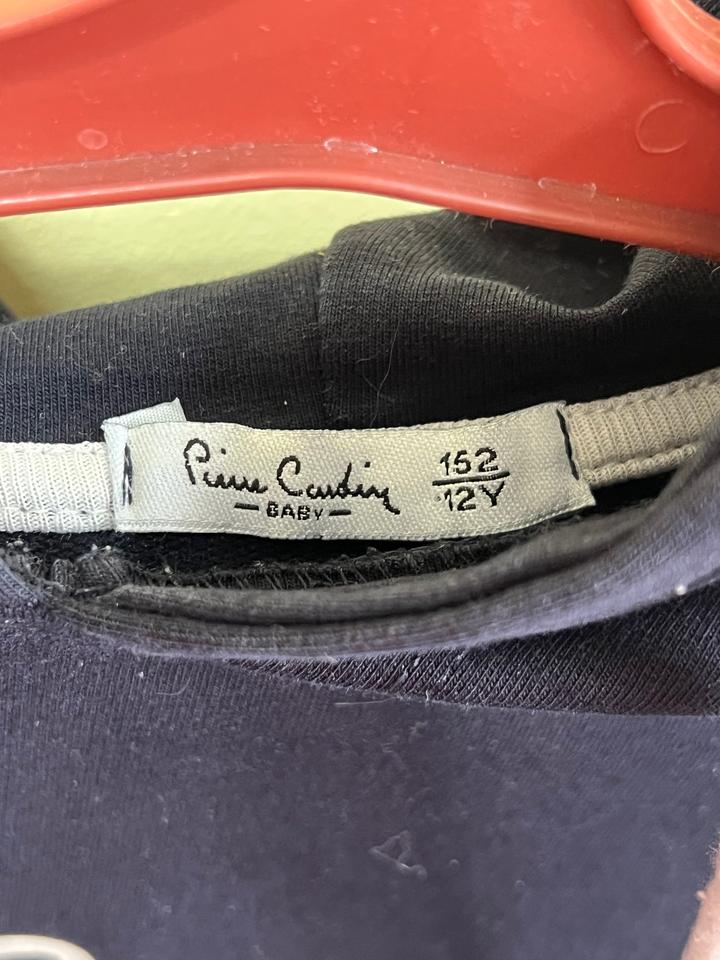 Pierre Cardin
— BABY —
152
12Y